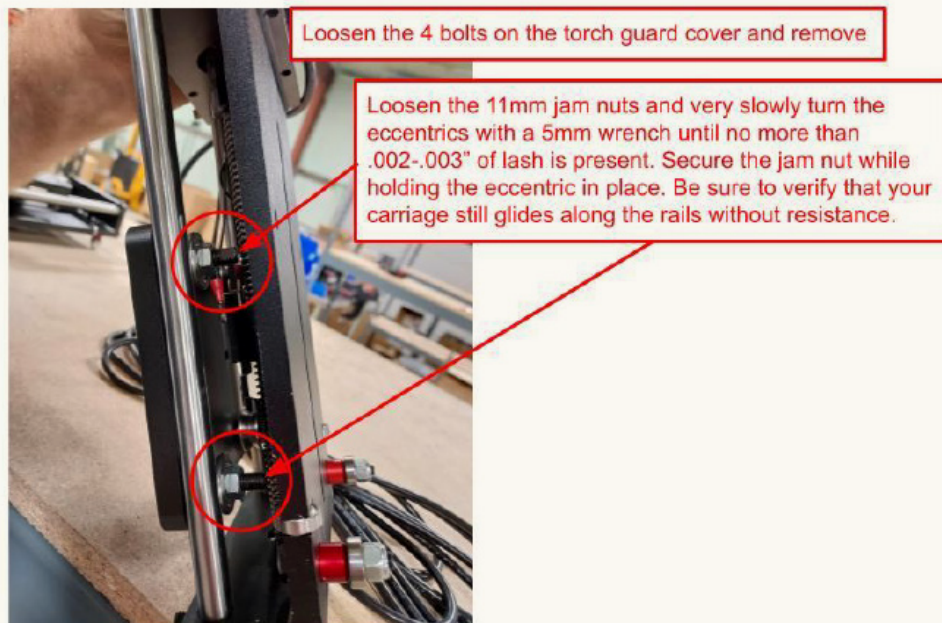 Loosen the 4 bolts on the torch guard cover and remove
Loosen the 11mm jam nuts and very slowly turn the
eccentrics with a 5mm wrench until no more than
.002-.003" of lash is present. Secure the jam nut while
holding the eccentric in place. Be sure to verify that your
carriage still glides along the rails without resistance.